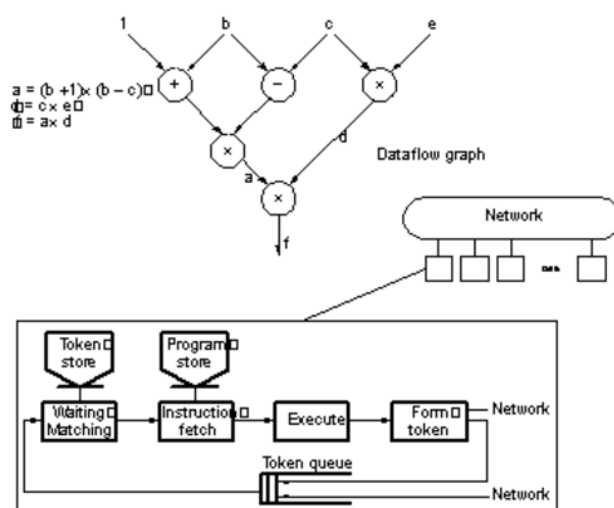 1 b c e
+ − ×
a = (b +1)× (b − c)□
d□= c × e□
f□= a× d
×
d
Dataflow graph
a
×
f
Network
Token□
store
Program□
store
Waiting□
Matching
Instruction□
fetch
Execute
Form□
token
Network
Token queue
Network